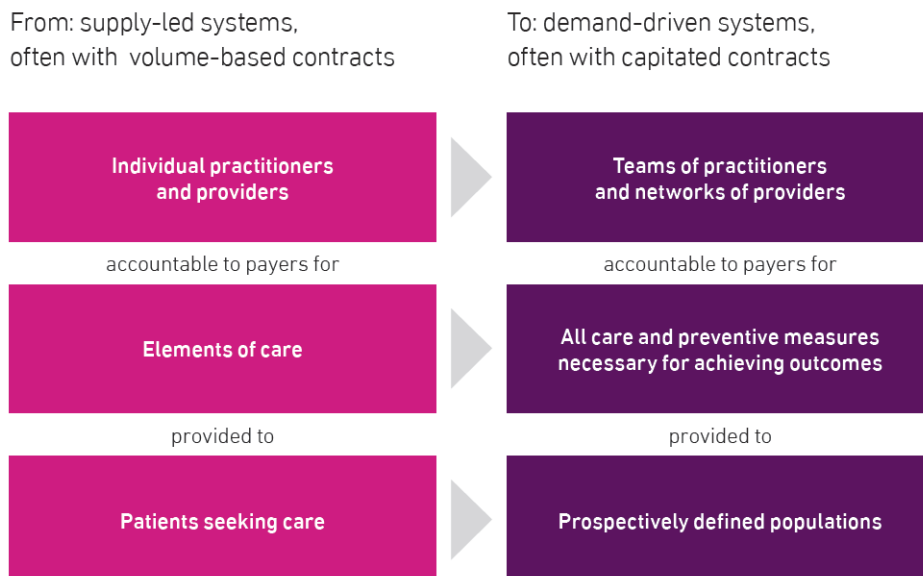 From: supply-led systems,
often with volume-based contracts
To: demand-driven systems,
often with capitated contracts
Individual practitioners
and providers
Teams of practitioners
and networks of providers
accountable to payers for
accountable to payers for
Elements of care
All care and preventive measures
necessary for achieving outcomes
provided to
provided to
Patients seeking care
Prospectively defined populations